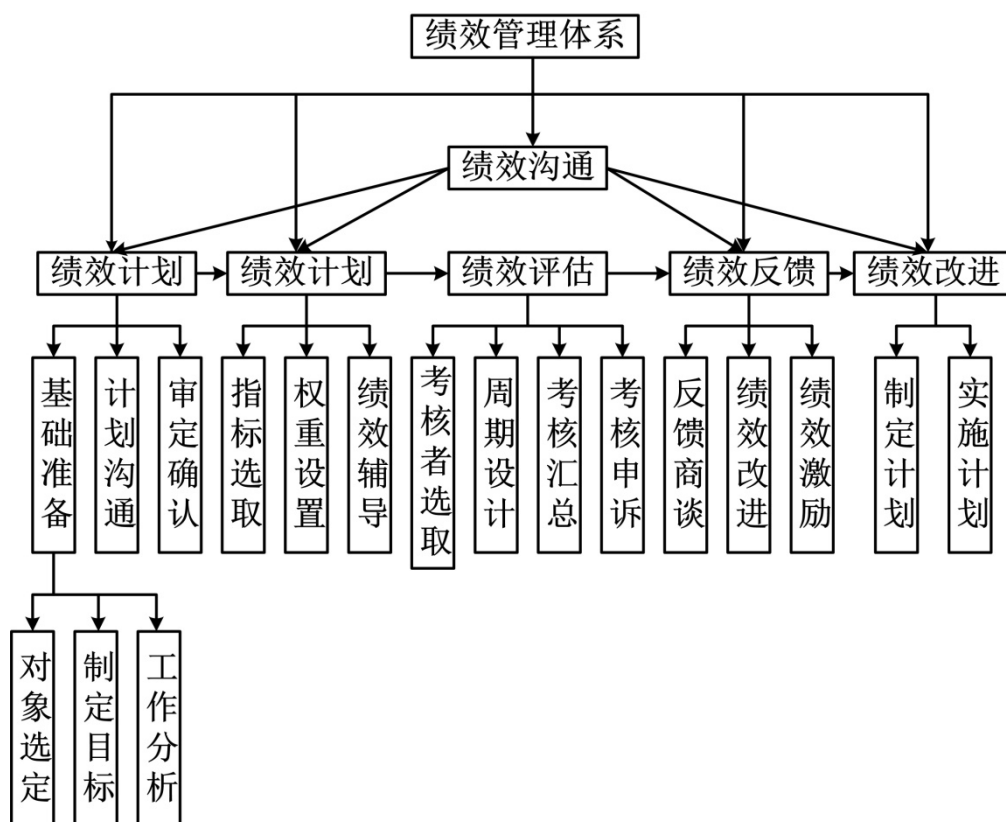 绩效管理体系
绩效沟通
绩效计划
绩效计划
绩效评估
绩效反馈
绩效改进
基础准备
计划沟通
审定确认
指标选取
权重设置
绩效辅导
考核者选取
周期设计
考核汇总
考核申诉
反馈商谈
绩效改进
绩效激励
制定计划
实施计划
对象选定
制定目标
工作分析